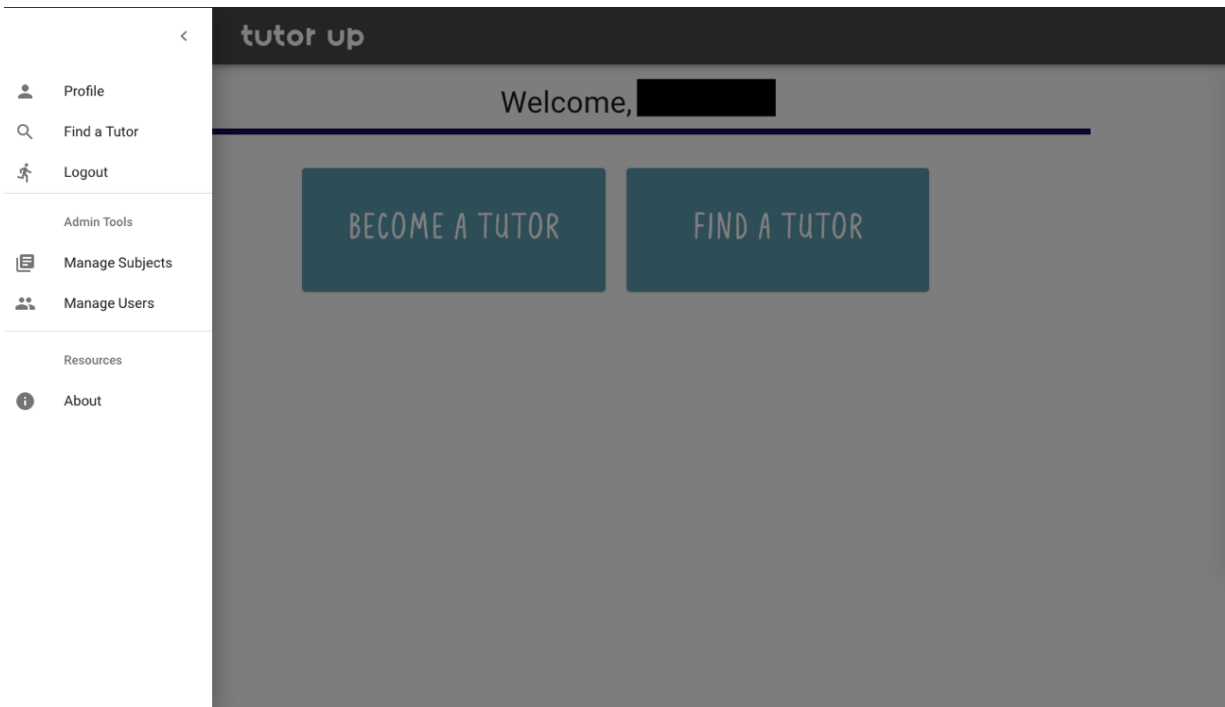 tutor up
Profile
Find a Tutor
Logout
Admin Tools
Manage Subjects
Manage Users
Resources
About
Welcome,
BECOME A TUTOR
FIND A TUTOR